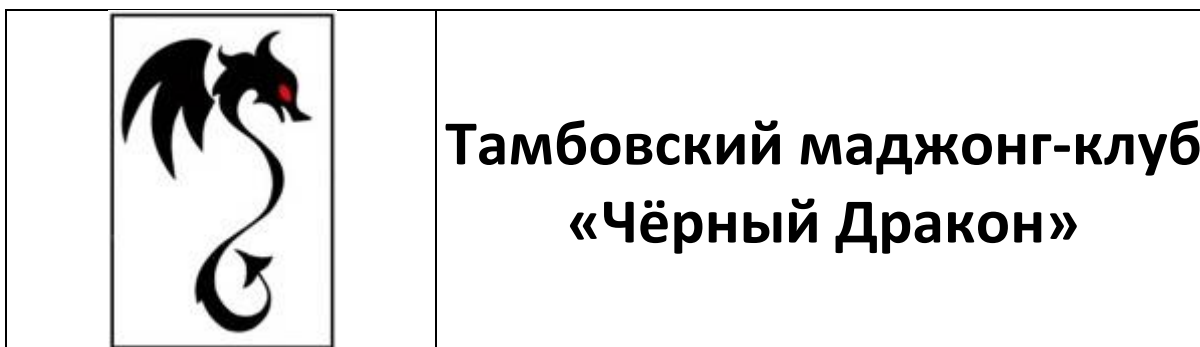 Тамбовский маджонг-клуб
«Чёрный Дракон»